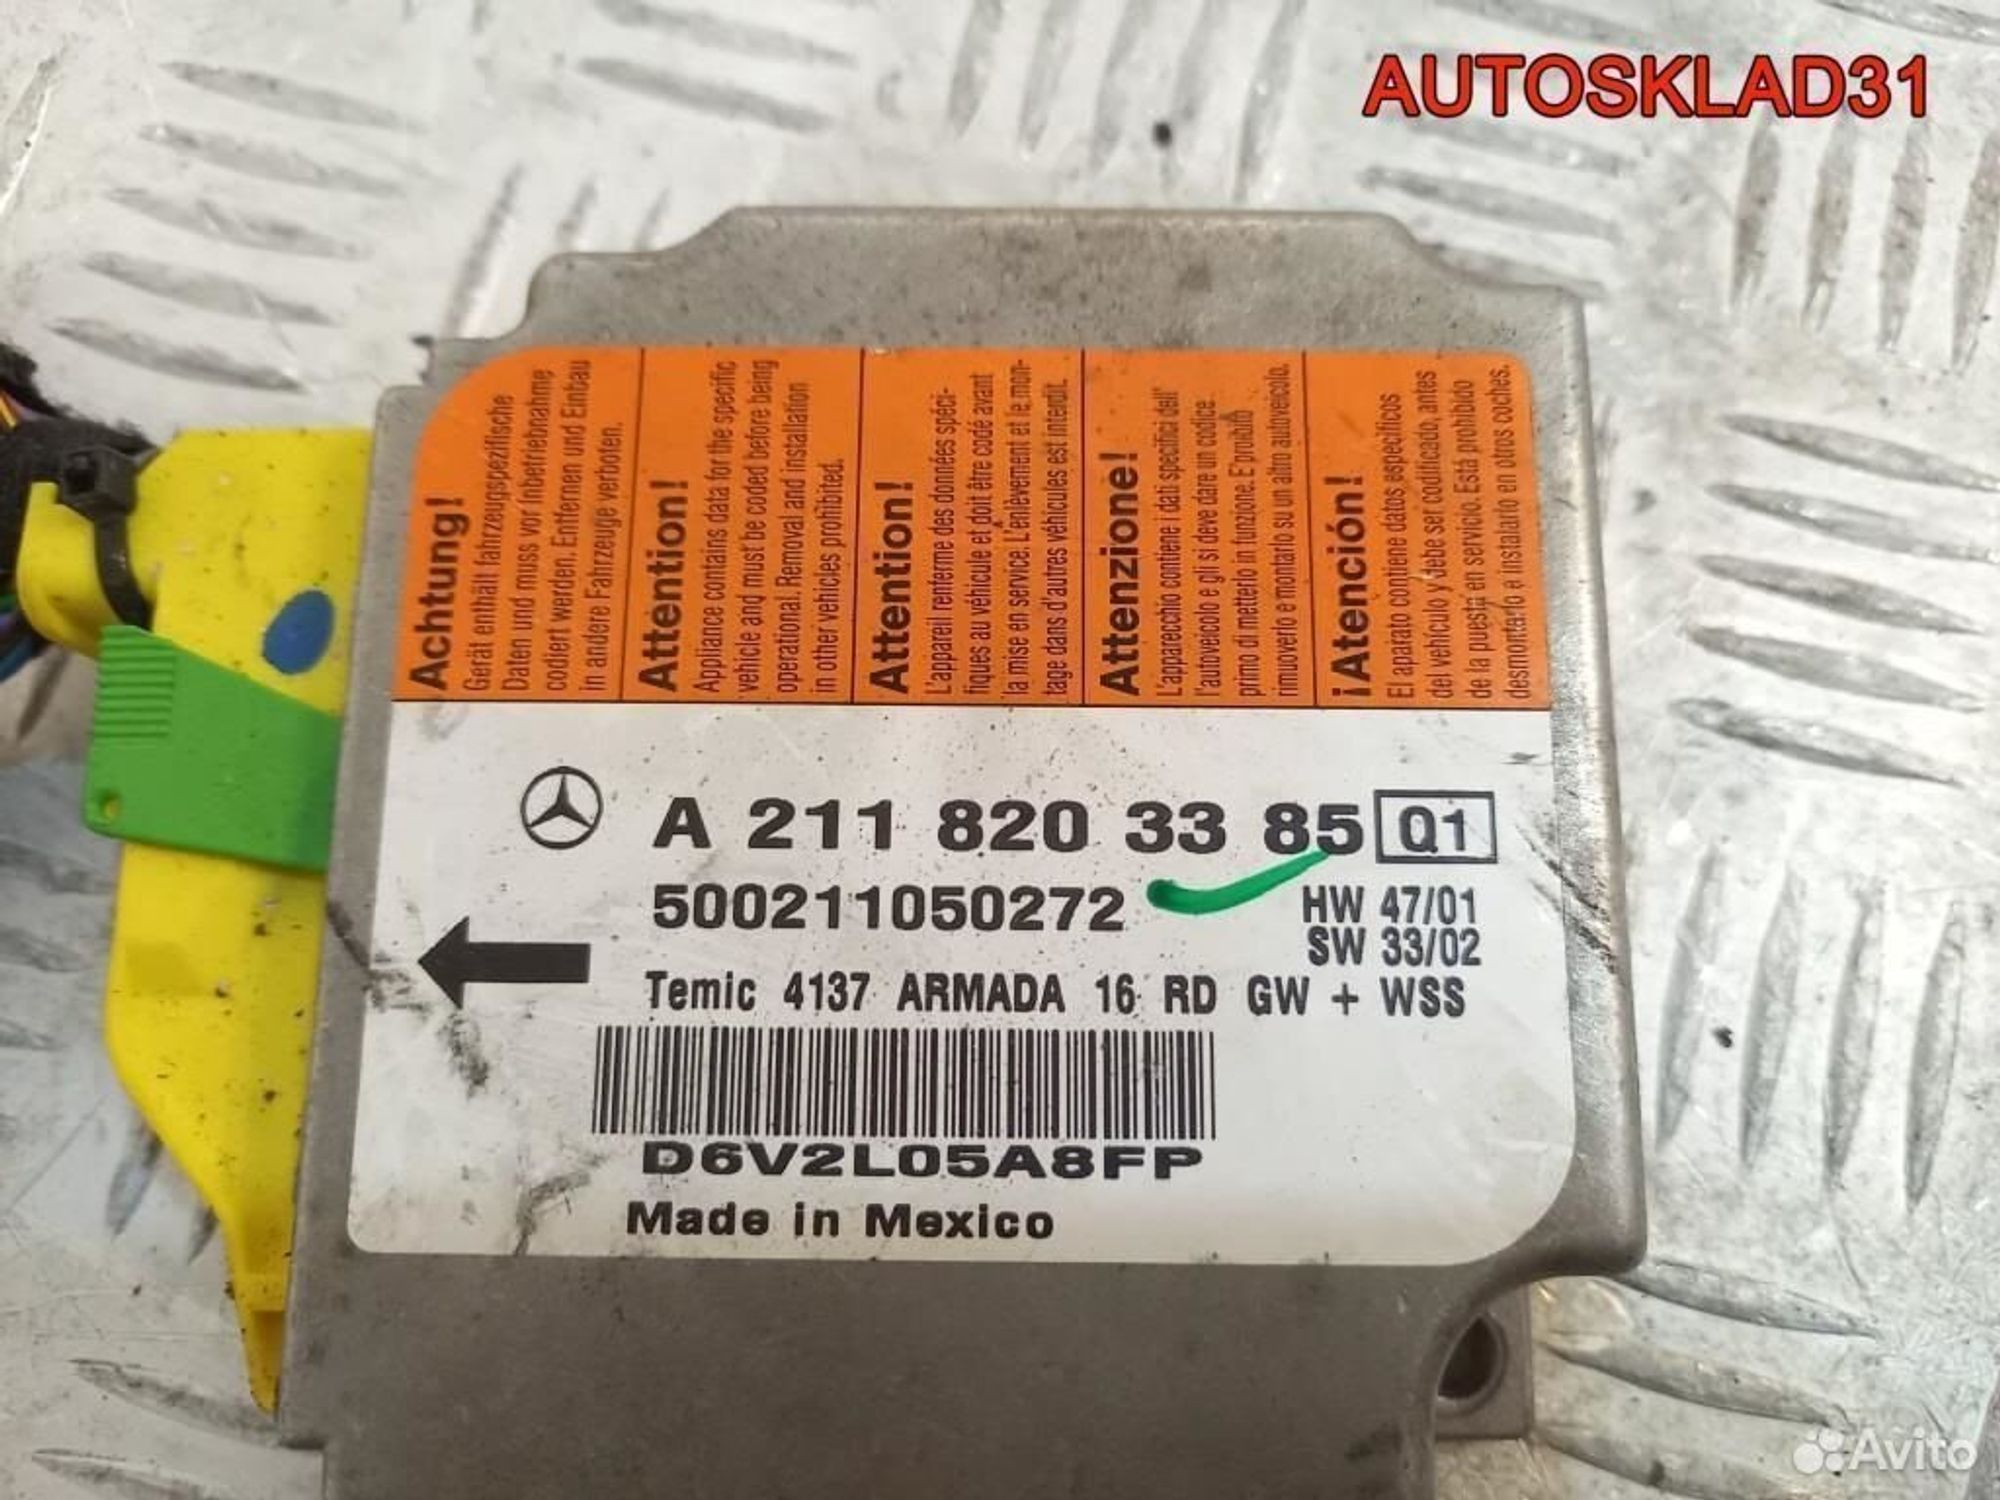 AUTOSKLAD31
Achtung!
Gerät enthält fahrzeugspezifische
Daten und muss vor Inbetriebnahme
codiert werden. Entfernen und Einbau
in andere Fahrzeuge verboten.
Attention!
Appliance contains data for the specific
vehicle and must be coded before being
operational. Removal and installation
in other vehicles prohibited.
Attention!
L'appareil renferme des données spéci-
fiques au véhicule et doit être codé avant
la mise en service. L'enlèvement et le mon-
tage dans d'autres véhicules est interdit.
Attenzione!
L'apparecchio contiene i dati specifici dell'
autoveicolo e gli si deve dare un codice
primo di metterlo in funzione. E'proibito
rimuoverlo e montarlo su un altro autoveicolo.
¡Atención!
El aparato contiene datos específicos
del vehículo y debe ser codificado, antes
de la puesta en servicio. Está prohibido
desmontarlo e instalarlo en otros coches.
A 211 820 33 85 Q1
500211050272
HW 47/01
SW 33/02
Temic 4137 ARMADA 16 RD GW + WSS
D6V2L05A8FP
Made in Mexico
Avito